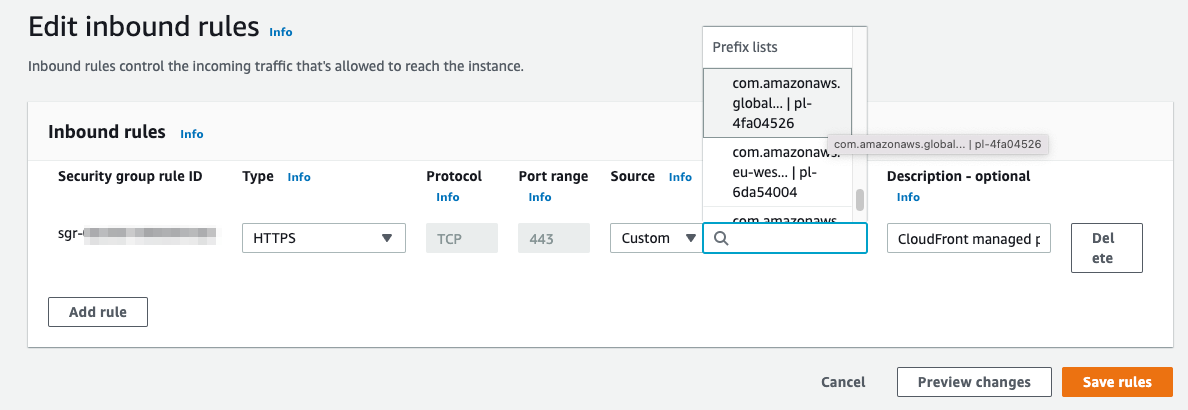 Edit inbound rules Info
Inbound rules control the incoming traffic that's allowed to reach the instance.
Inbound rules Info
Security group rule ID
Type Info
Protocol
Info
Port range
Info
Source Info
Description - optional
Info
Prefix lists
com.amazonaws.
global... | pl-
4fa04526
com.amazonaws.global... | pl-4fa04526
com.amazonaws.
eu-wes... | pl-
6da54004
com.amazonaws.
sgr-
HTTPS
TCP
443
Custom
CloudFront managed p
Del
ete
Add rule
Cancel
Preview changes
Save rules